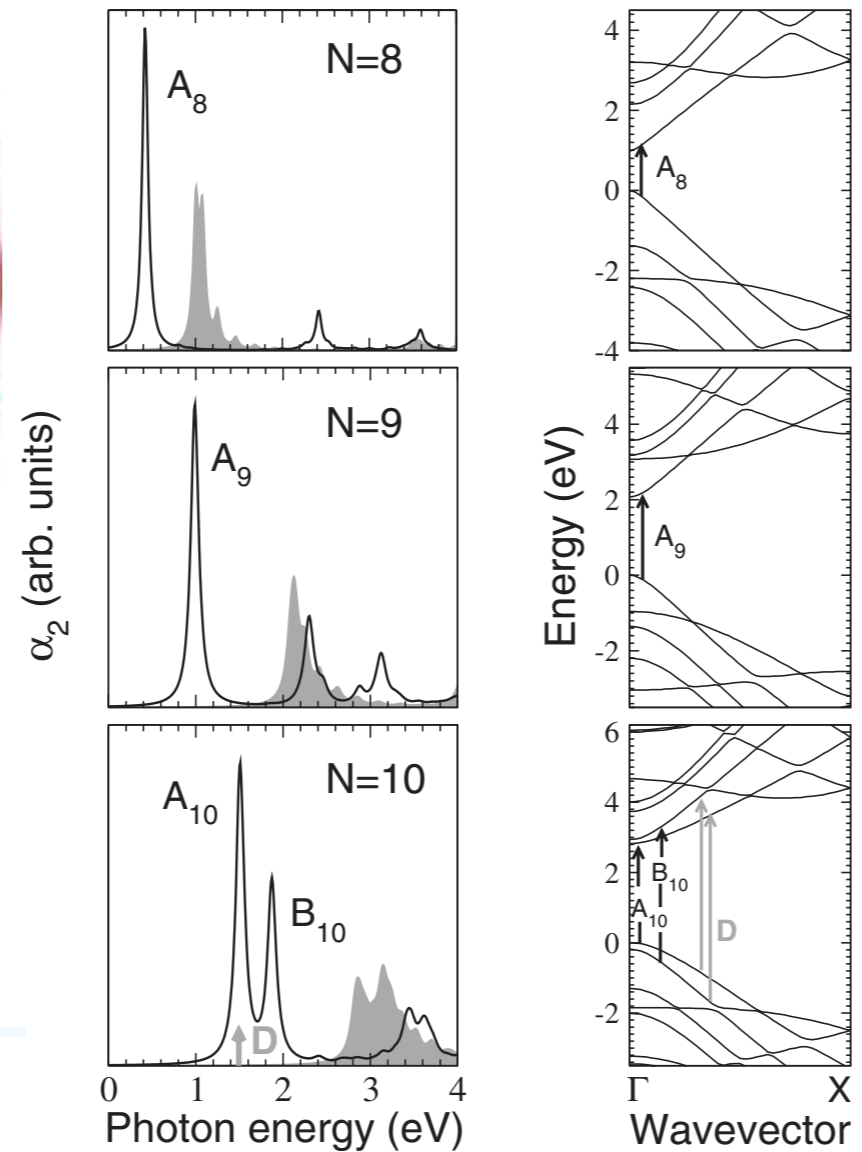 N=8
A8
α2 (arb. units)
N=9
A9
N=10
A10
B10
D
0 1 2 3 4
Photon energy (eV)
4
2
0
-2
-4
A8
Energy (eV)
4
2
0
-2
A9
6
4
2
0
-2
B10
A10
D
Γ X
Wavevector